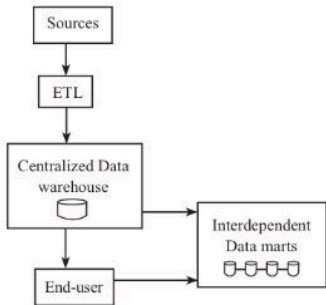 Sources
ETL
Centralized Data
warehouse
Interdependent
Data marts
End-user